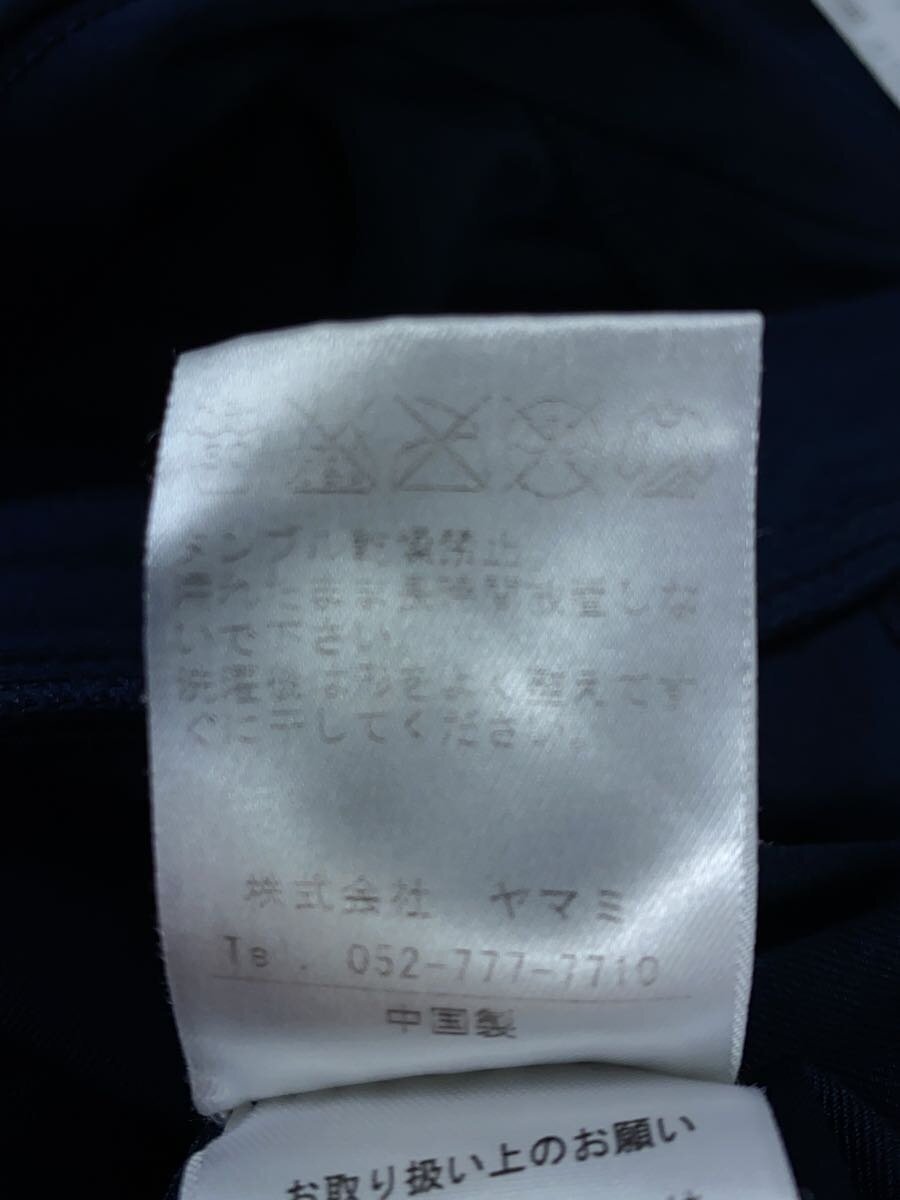 タンブル乾燥禁止
濡れたまま長時間放置しな
いで下さい。
洗濯後は形をよく整えてす
ぐに干してください。
株式会社 ヤマミ
Te . 052-777-7710
中国製
お取り扱い上のお願い